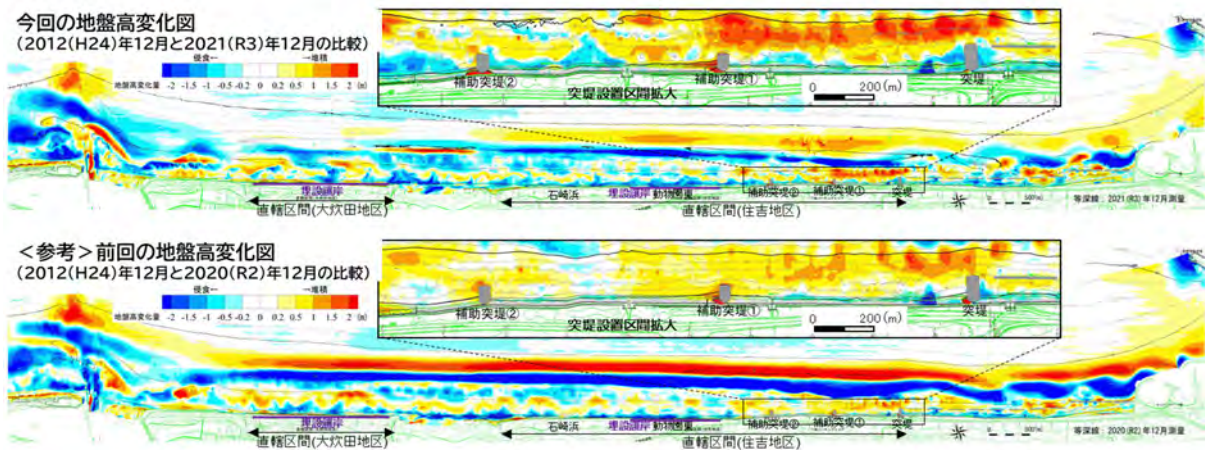 今回の地盤高変化図
(2012(H24)年12月と2021(R3)年12月の比較)
侵食← →堆積
地盤高変化量 -2 -1.5 -1 -0.5 -0.2 0 0.2 0.5 1 1.5 2 (m)
補助突堤②
補助突堤①
突堤
突堤設置区間拡大
0 200(m)
埋設護岸
直轄区間(大炊田地区)
石崎浜
埋設護岸
動物園東
補助突堤② 補助突堤① 突堤
直轄区間(住吉地区)
0 500m
等深線:2021(R3)年12月測量
<参考>前回の地盤高変化図
(2012(H24)年12月と2020(R2)年12月の比較)
侵食← →堆積
地盤高変化量 -2 -1.5 -1 -0.5 -0.2 0 0.2 0.5 1 1.5 2 (m)
補助突堤②
補助突堤①
突堤
突堤設置区間拡大
0 200(m)
埋設護岸
直轄区間(大炊田地区)
石崎浜
埋設護岸
動物園東
補助突堤② 補助突堤① 突堤
直轄区間(住吉地区)
0 500m
等深線:2020(R2)年12月測量